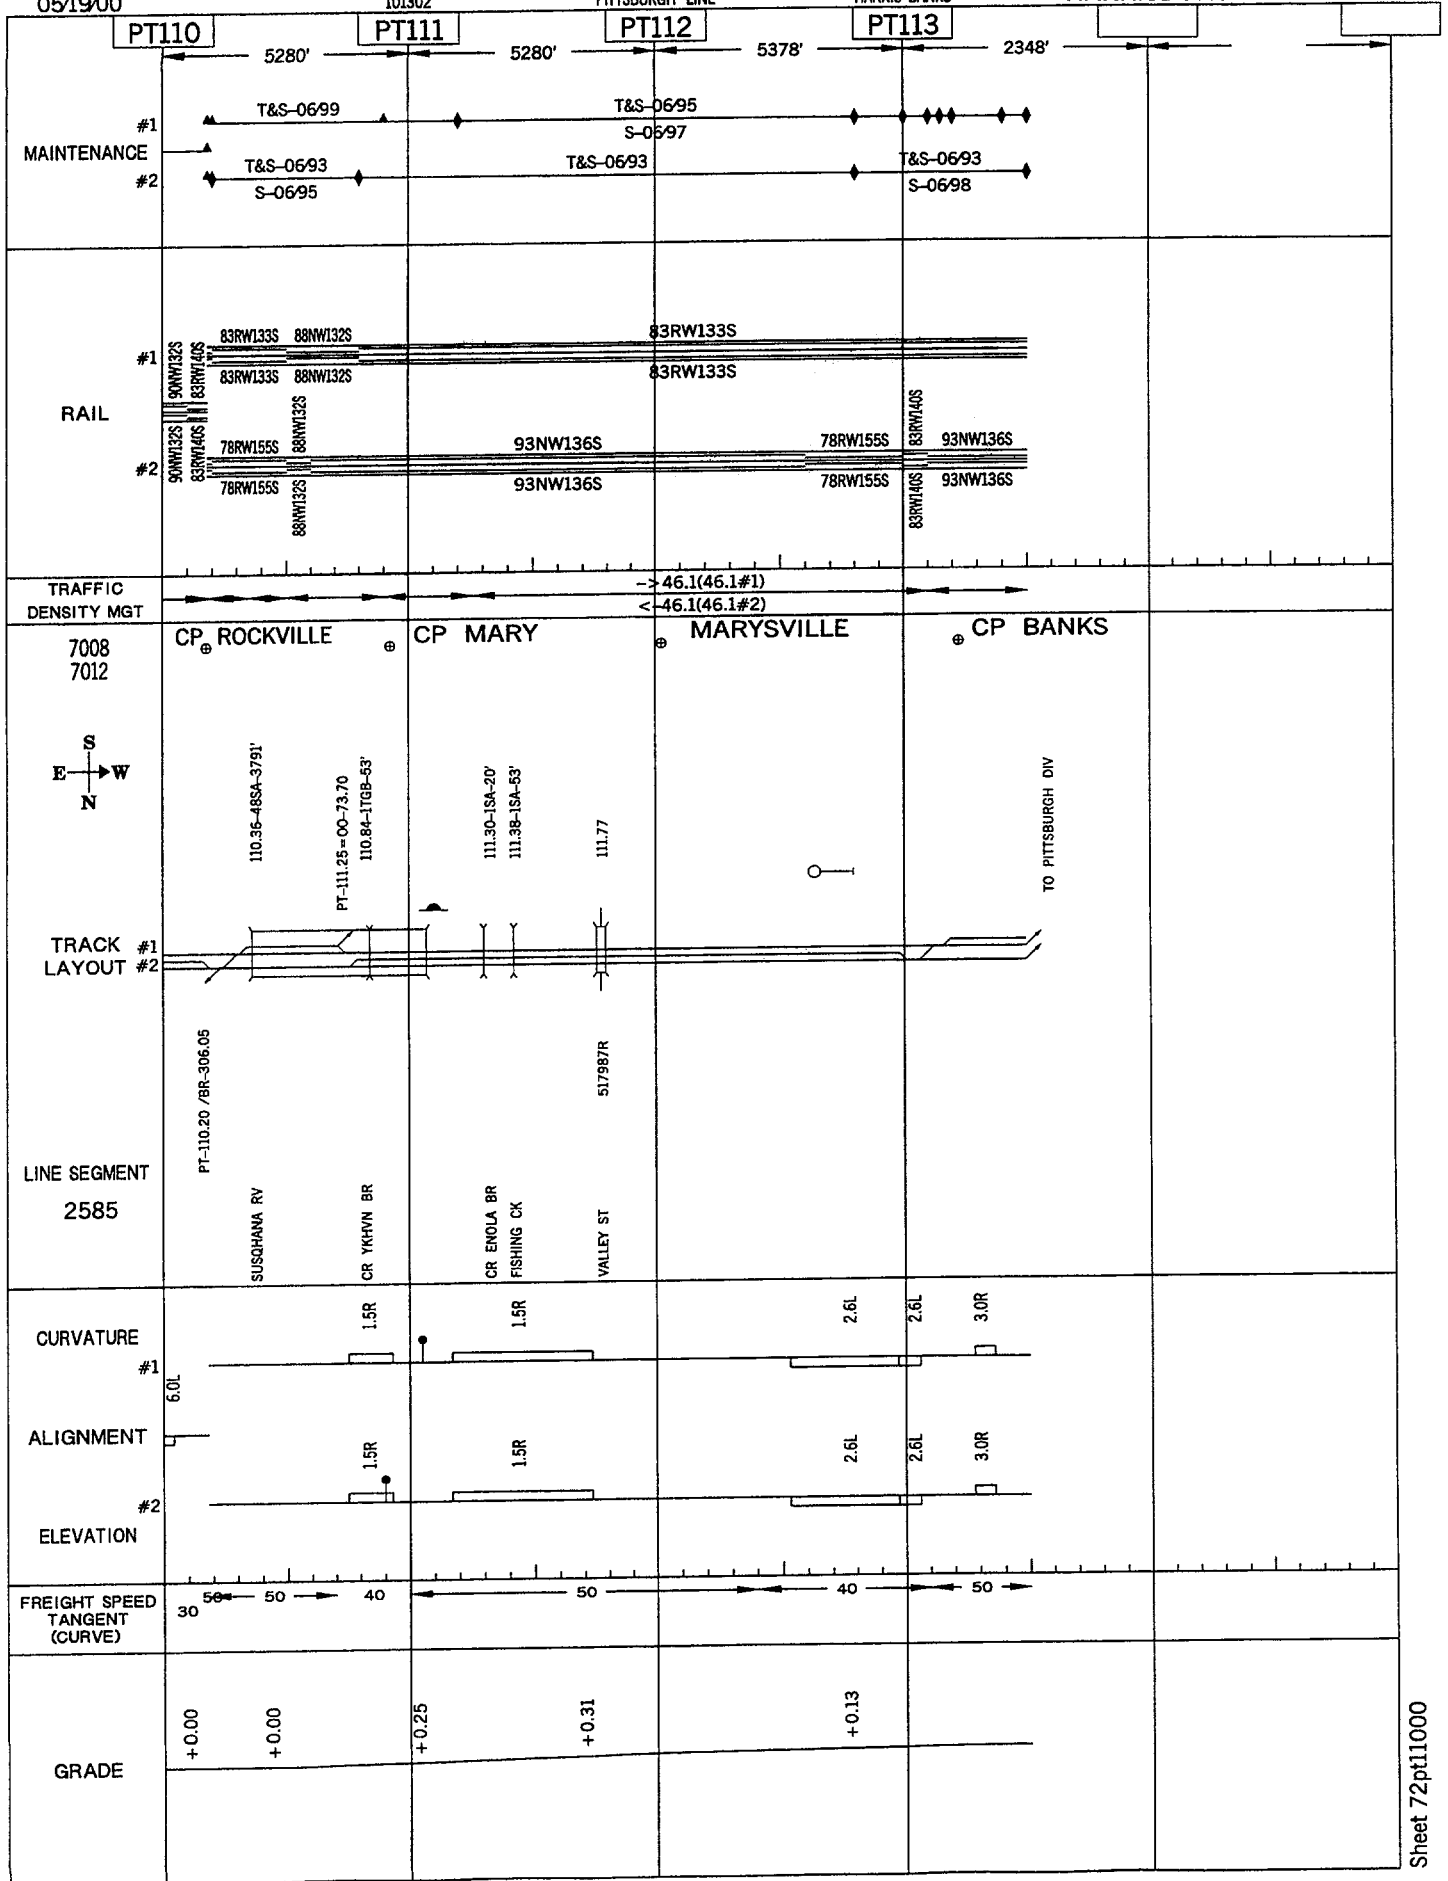 05/19/00
101302
PITTSBURGH LINE
PT110
PT111
PT112
PT113
5280'
5280'
5378'
2348'
T&S-06/99
T&S-06/95
#1
S-06/97
MAINTENANCE
T&S-06/93
T&S-06/93
T&S-06/93
#2
S-06/95
S-06/98
83RW133S
88NW132S
83RW133S
#1
90NW132S
83RW140S
83RW133S
88NW132S
83RW133S
RAIL
88NW132S
83RW140S
78RW155S
93NW136S
78RW155S
93NW136S
#2
90NW132S
83RW140S
78RW155S
93NW136S
78RW155S
93NW136S
88NW132S
83RW140S
TRAFFIC
DENSITY MGT
->46.1(46.1#1)
<-46.1(46.1#2)
7008
7012
CP ROCKVILLE
CP MARY
MARYSVILLE
CP BANKS
S
E W
N
110.36-48SA-3791'
PT-111.25=00-73.70
110.84-1TGB-53'
111.30-1SA-20'
111.38-1SA-53'
111.77
TO PITTSBURGH DIV
TRACK #1
LAYOUT #2
PT-110.20 /BR-306.05
517987R
LINE SEGMENT
2585
SUSQHANA RV
CR YKHVN BR
CR ENOLA BR
FISHING CK
VALLEY ST
CURVATURE
#1
1.5R
1.5R
2.6L
2.6L
3.0R
6.0L
ALIGNMENT
1.5R
1.5R
2.6L
2.6L
3.0R
#2
ELEVATION
FREIGHT SPEED
TANGENT
(CURVE)
30
50
50
40
50
40
50
GRADE
+0.00
+0.00
+0.25
+0.31
+0.13
Sheet 72pt11000